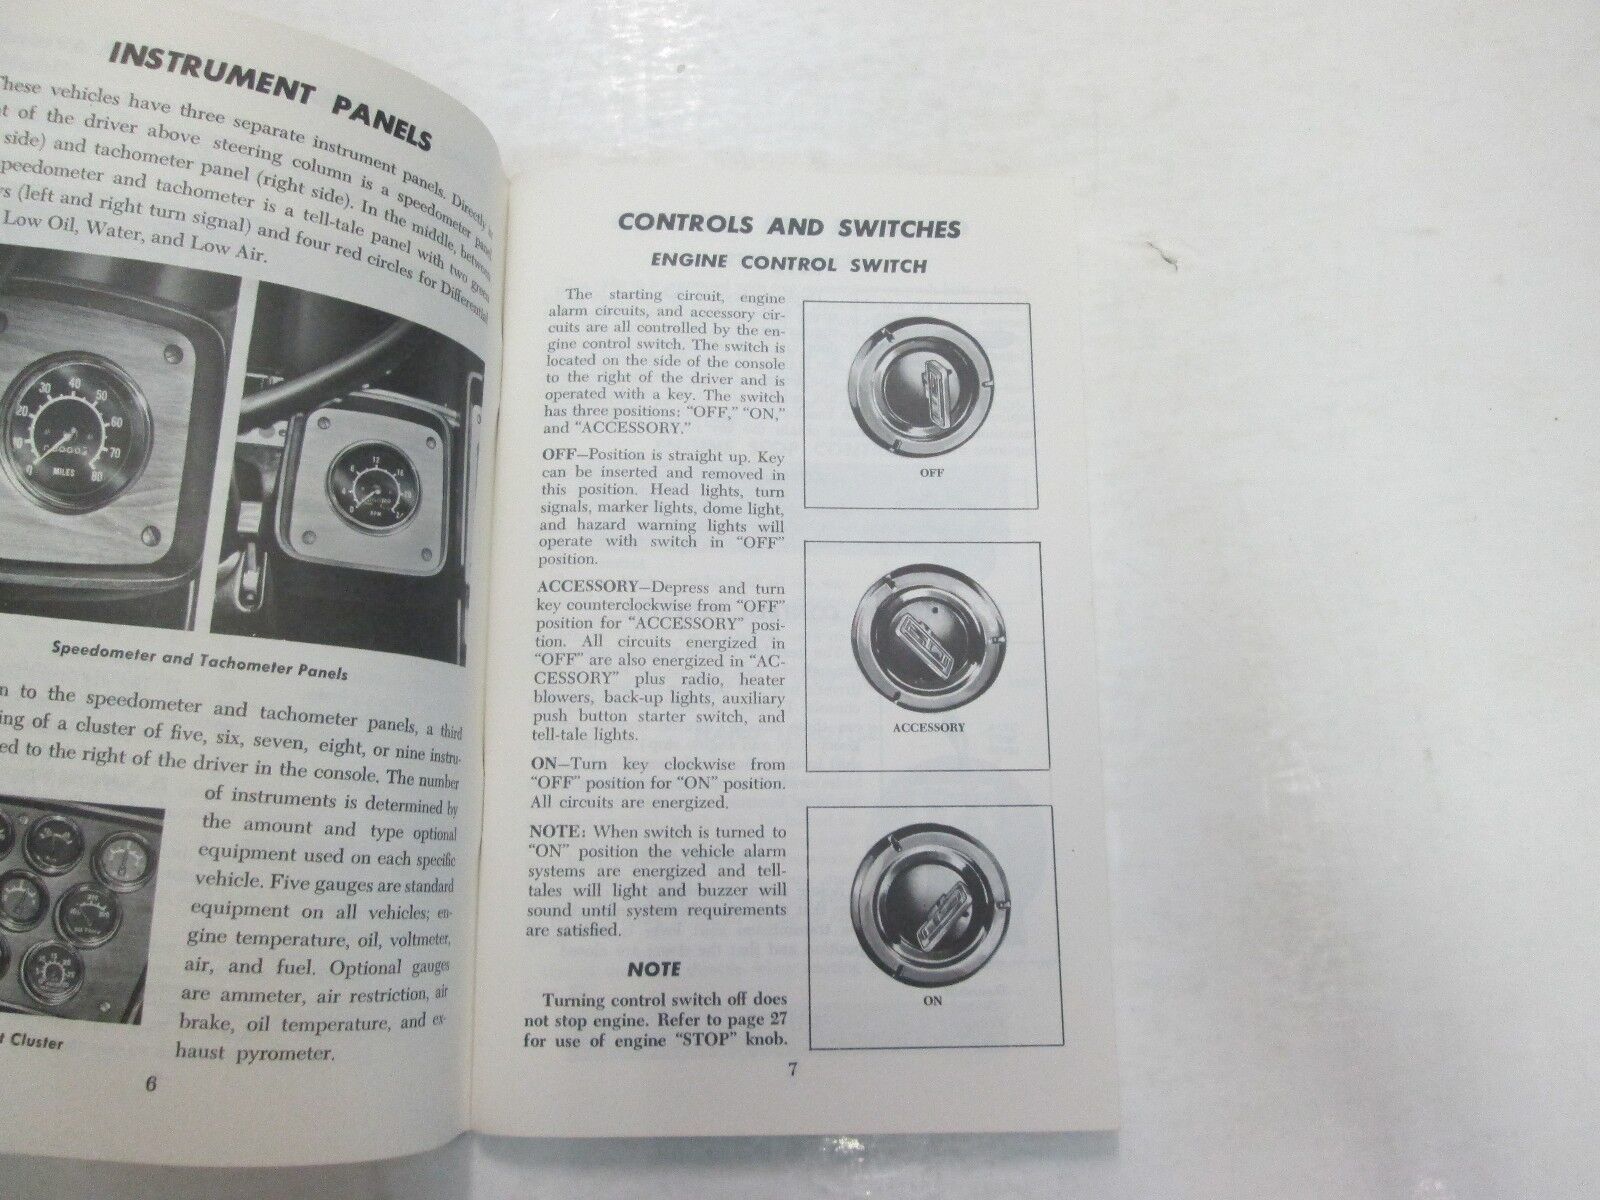 INSTRUMENT PANELS
These vehicles have three separate instrument panels. Directly in
of the driver above steering column is a speedometer panel
side) and tachometer panel (right side). In the middle, between
speedometer and tachometer is a tell-tale panel with two green
(left and right turn signal) and four red circles for Differential
Low Oil, Water, and Low Air.
0 10 20 30 40 50 60 70 80
MILES
0 4 8 12 16
RPM
Speedometer and Tachometer Panels
to the speedometer and tachometer panels, a third
of a cluster of five, six, seven, eight, or nine instru-
to the right of the driver in the console. The number
of instruments is determined by
the amount and type optional
equipment used on each specific
vehicle. Five gauges are standard
equipment on all vehicles; en-
gine temperature, oil, voltmeter,
air, and fuel. Optional gauges
are ammeter, air restriction, air
brake, oil temperature, and ex-
haust pyrometer.
Cluster
6
CONTROLS AND SWITCHES
ENGINE CONTROL SWITCH
The starting circuit, engine
alarm circuits, and accessory cir-
cuits are all controlled by the en-
gine control switch. The switch is
located on the side of the console
to the right of the driver and is
operated with a key. The switch
has three positions: "OFF," "ON,"
and "ACCESSORY."
OFF—Position is straight up. Key
can be inserted and removed in
this position. Head lights, turn
signals, marker lights, dome light,
and hazard warning lights will
operate with switch in "OFF"
position.
ACCESSORY—Depress and turn
key counterclockwise from "OFF"
position for "ACCESSORY" posi-
tion. All circuits energized in
"OFF" are also energized in "AC-
CESSORY" plus radio, heater
blowers, back-up lights, auxiliary
push button starter switch, and
tell-tale lights.
ON—Turn key clockwise from
"OFF" position for "ON" position.
All circuits are energized.
NOTE: When switch is turned to
"ON" position the vehicle alarm
systems are energized and tell-
tales will light and buzzer will
sound until system requirements
are satisfied.
NOTE
Turning control switch off does
not stop engine. Refer to page 27
for use of engine "STOP" knob.
OFF
ACCESSORY
ON
7